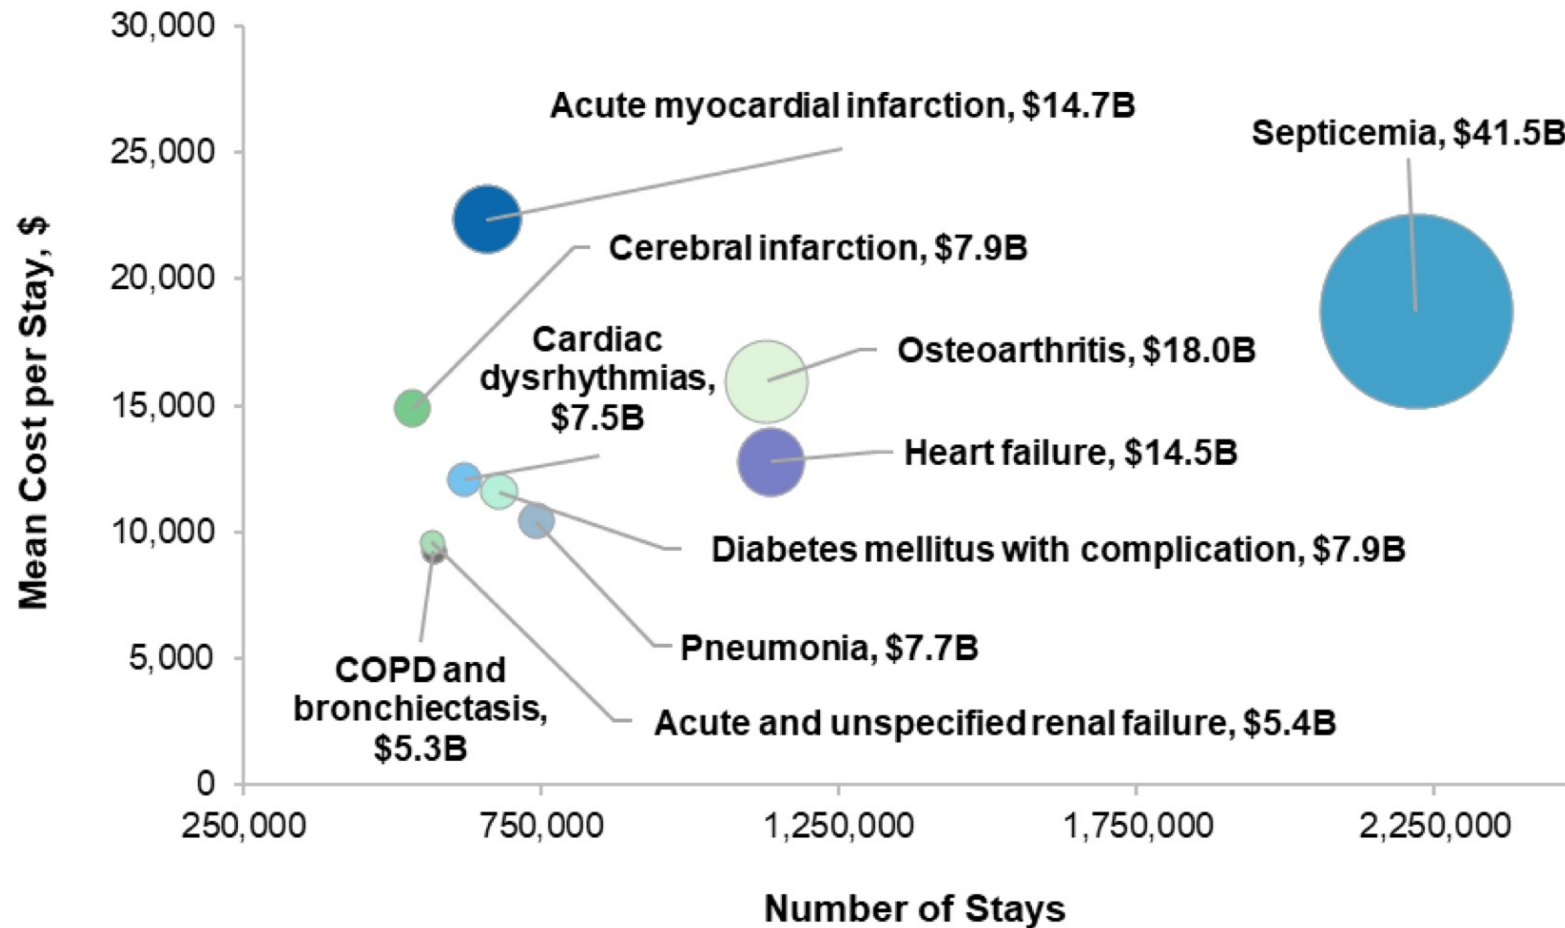 30,000
25,000
20,000
15,000
10,000
5,000
0
Mean Cost per Stay, $
Acute myocardial infarction, $14.7B
Septicemia, $41.5B
Cerebral infarction, $7.9B
Cardiac
dysrhythmias,
$7.5B
Osteoarthritis, $18.0B
Heart failure, $14.5B
Diabetes mellitus with complication, $7.9B
Pneumonia, $7.7B
COPD and
bronchiectasis,
$5.3B
Acute and unspecified renal failure, $5.4B
250,000
750,000
1,250,000
1,750,000
2,250,000
Number of Stays